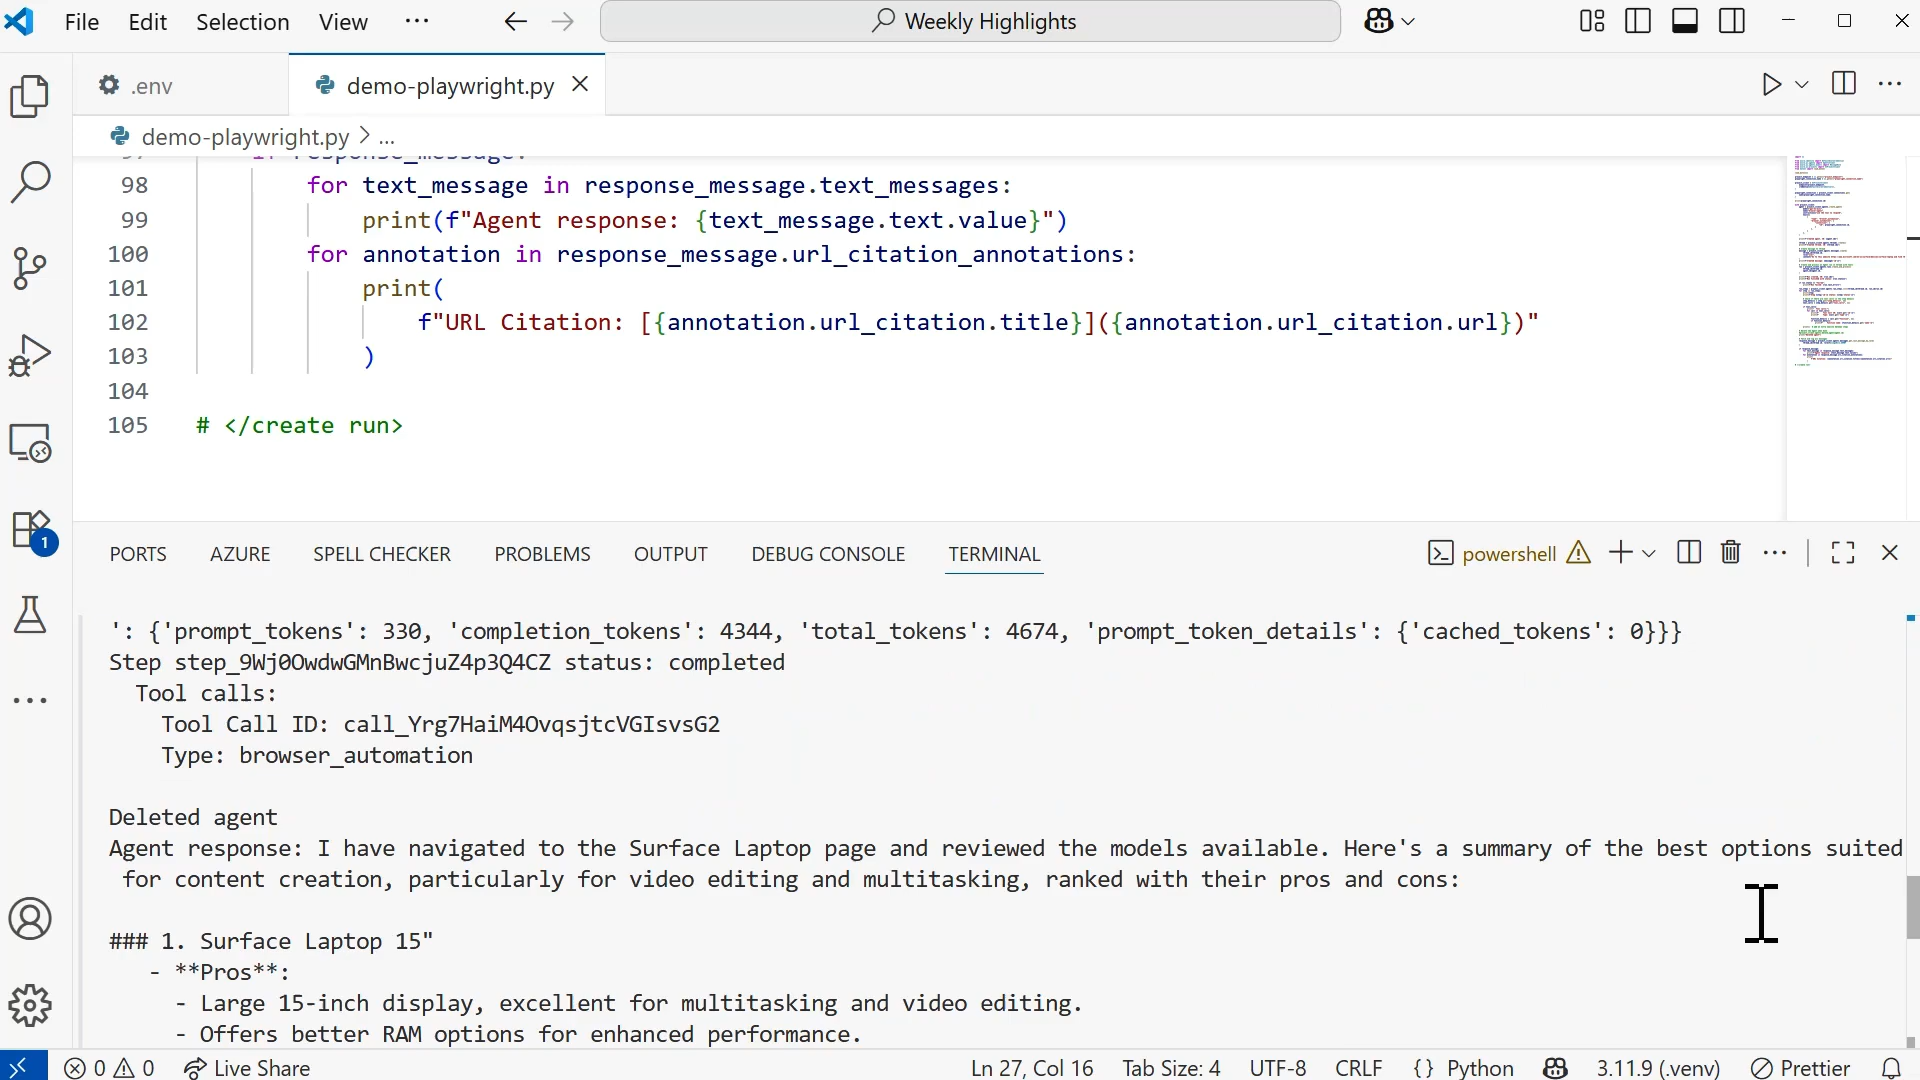 File Edit Selection View ··· Weekly Highlights
.env demo-playwright.py
demo-playwright.py > ...
97 if response_message:
98 for text_message in response_message.text_messages:
99 print(f"Agent response: {text_message.text.value}")
100 for annotation in response_message.url_citation_annotations:
101 print(
102 f"URL Citation: [{annotation.url_citation.title}]({annotation.url_citation.url})"
103 )
104
105 # </create run>
PORTS AZURE SPELL CHECKER PROBLEMS OUTPUT DEBUG CONSOLE TERMINAL powershell
1
': {'prompt_tokens': 330, 'completion_tokens': 4344, 'total_tokens': 4674, 'prompt_token_details': {'cached_tokens': 0}}}
Step step_9Wj0OwdwGMnBwcjuZ4p3Q4CZ status: completed
Tool calls:
Tool Call ID: call_Yrg7HaiM4OvqsjtcVGIsvsG2
Type: browser_automation
Deleted agent
Agent response: I have navigated to the Surface Laptop page and reviewed the models available. Here's a summary of the best options suited
for content creation, particularly for video editing and multitasking, ranked with their pros and cons:
### 1. Surface Laptop 15"
- **Pros**:
- Large 15-inch display, excellent for multitasking and video editing.
- Offers better RAM options for enhanced performance.
0 0 Live Share Ln 27, Col 16 Tab Size: 4 UTF-8 CRLF {} Python 3.11.9 (.venv) Prettier